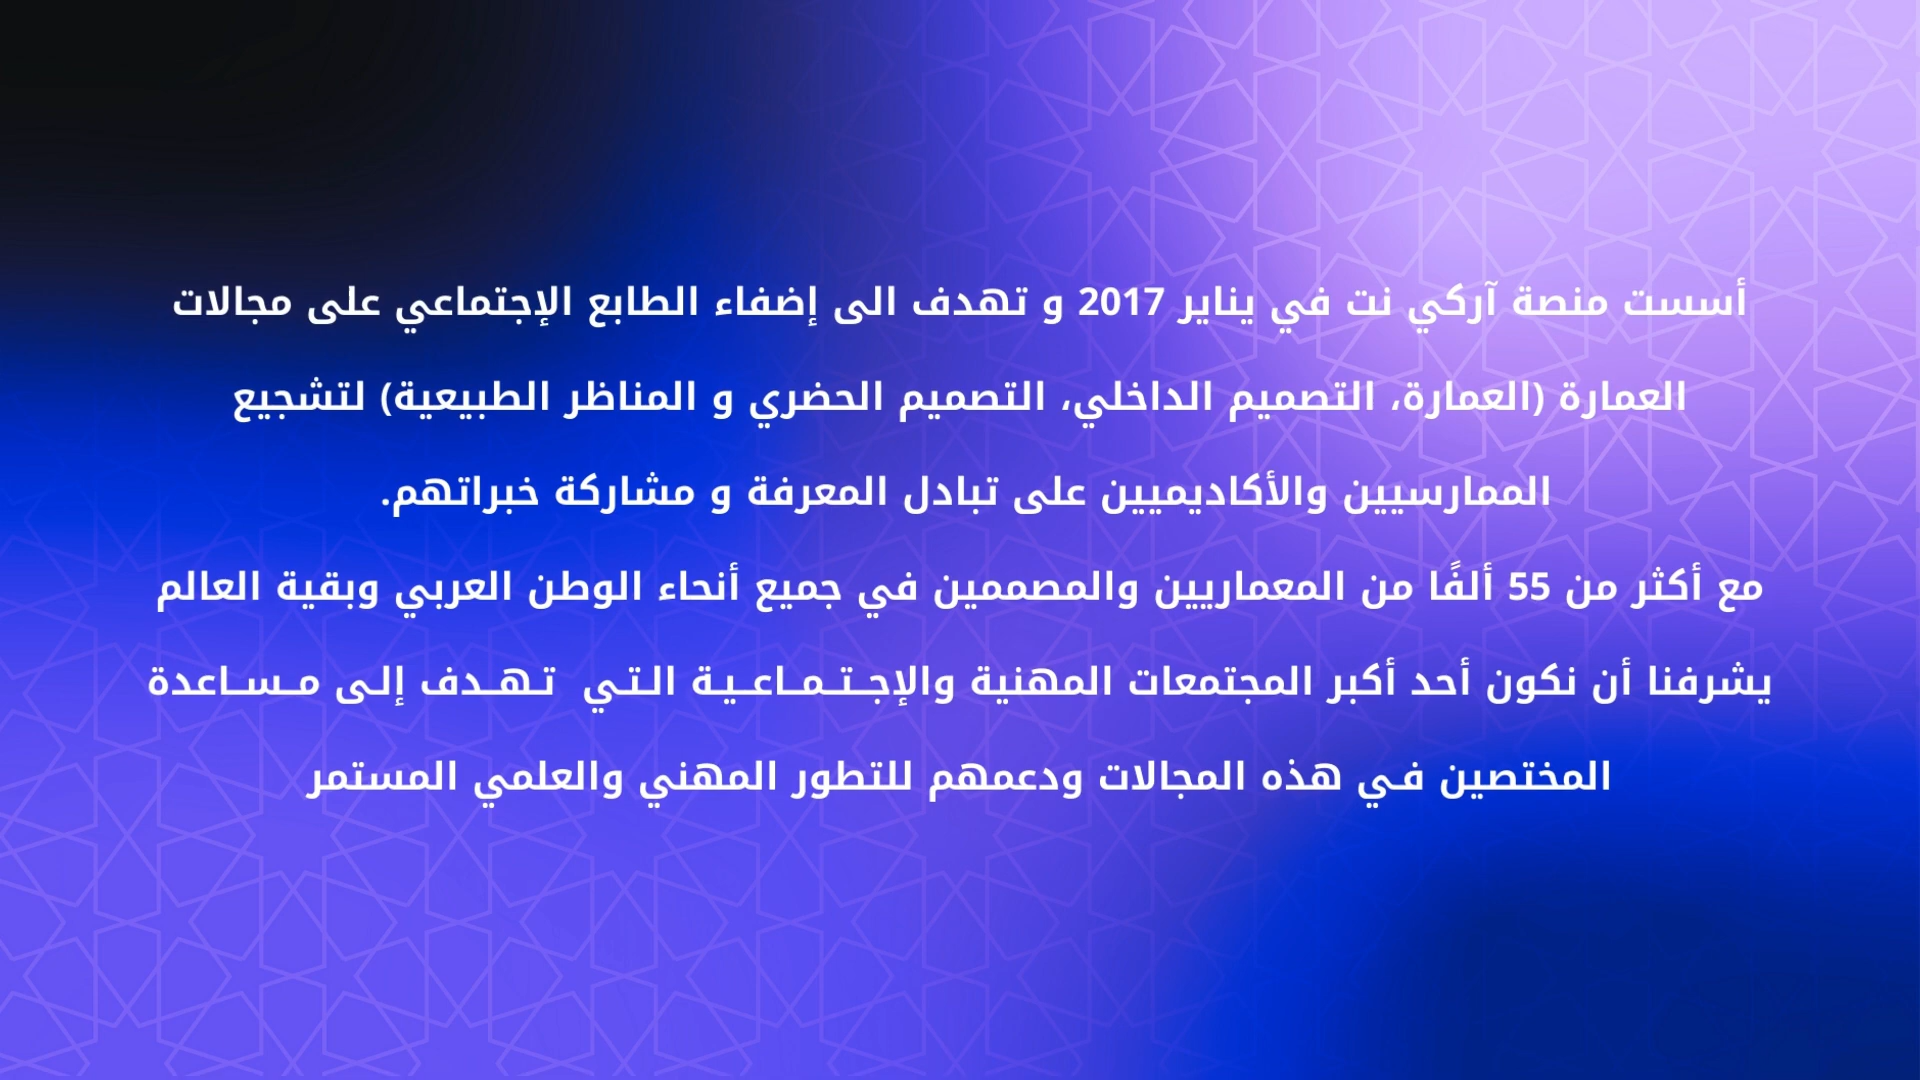 أسست منصة آركي نت في يناير 2017 و تهدف الى إضفاء الطابع الإجتماعي على مجالات
العمارة (العمارة، التصميم الداخلي، التصميم الحضري و المناظر الطبيعية) لتشجيع
الممارسيين والأكاديميين على تبادل المعرفة و مشاركة خبراتهم.
مع أكثر من 55 ألفًا من المعماريين والمصممين في جميع أنحاء الوطن العربي وبقية العالم
يشرفنا أن نكون أحد أكبر المجتمعات المهنية والإجـتـمـاعـيـة الـتـي تـهـدف إلـى مـسـاعدة
المختصين فـي هذه المجالات ودعمهم للتطور المهني والعلمي المستمر